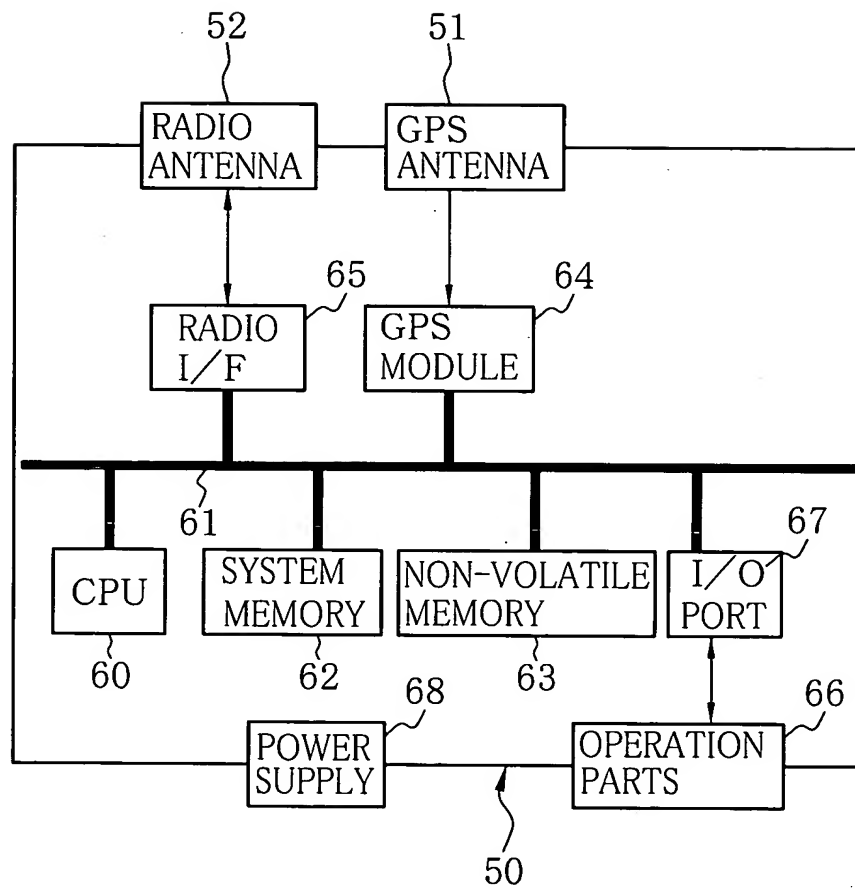 52
51
RADIO
ANTENNA
GPS
ANTENNA
65
64
RADIO
I/F
GPS
MODULE
61
67
CPU
SYSTEM
MEMORY
NON-VOLATILE
MEMORY
I/O
PORT
60
62
63
68
66
POWER
SUPPLY
OPERATION
PARTS
50